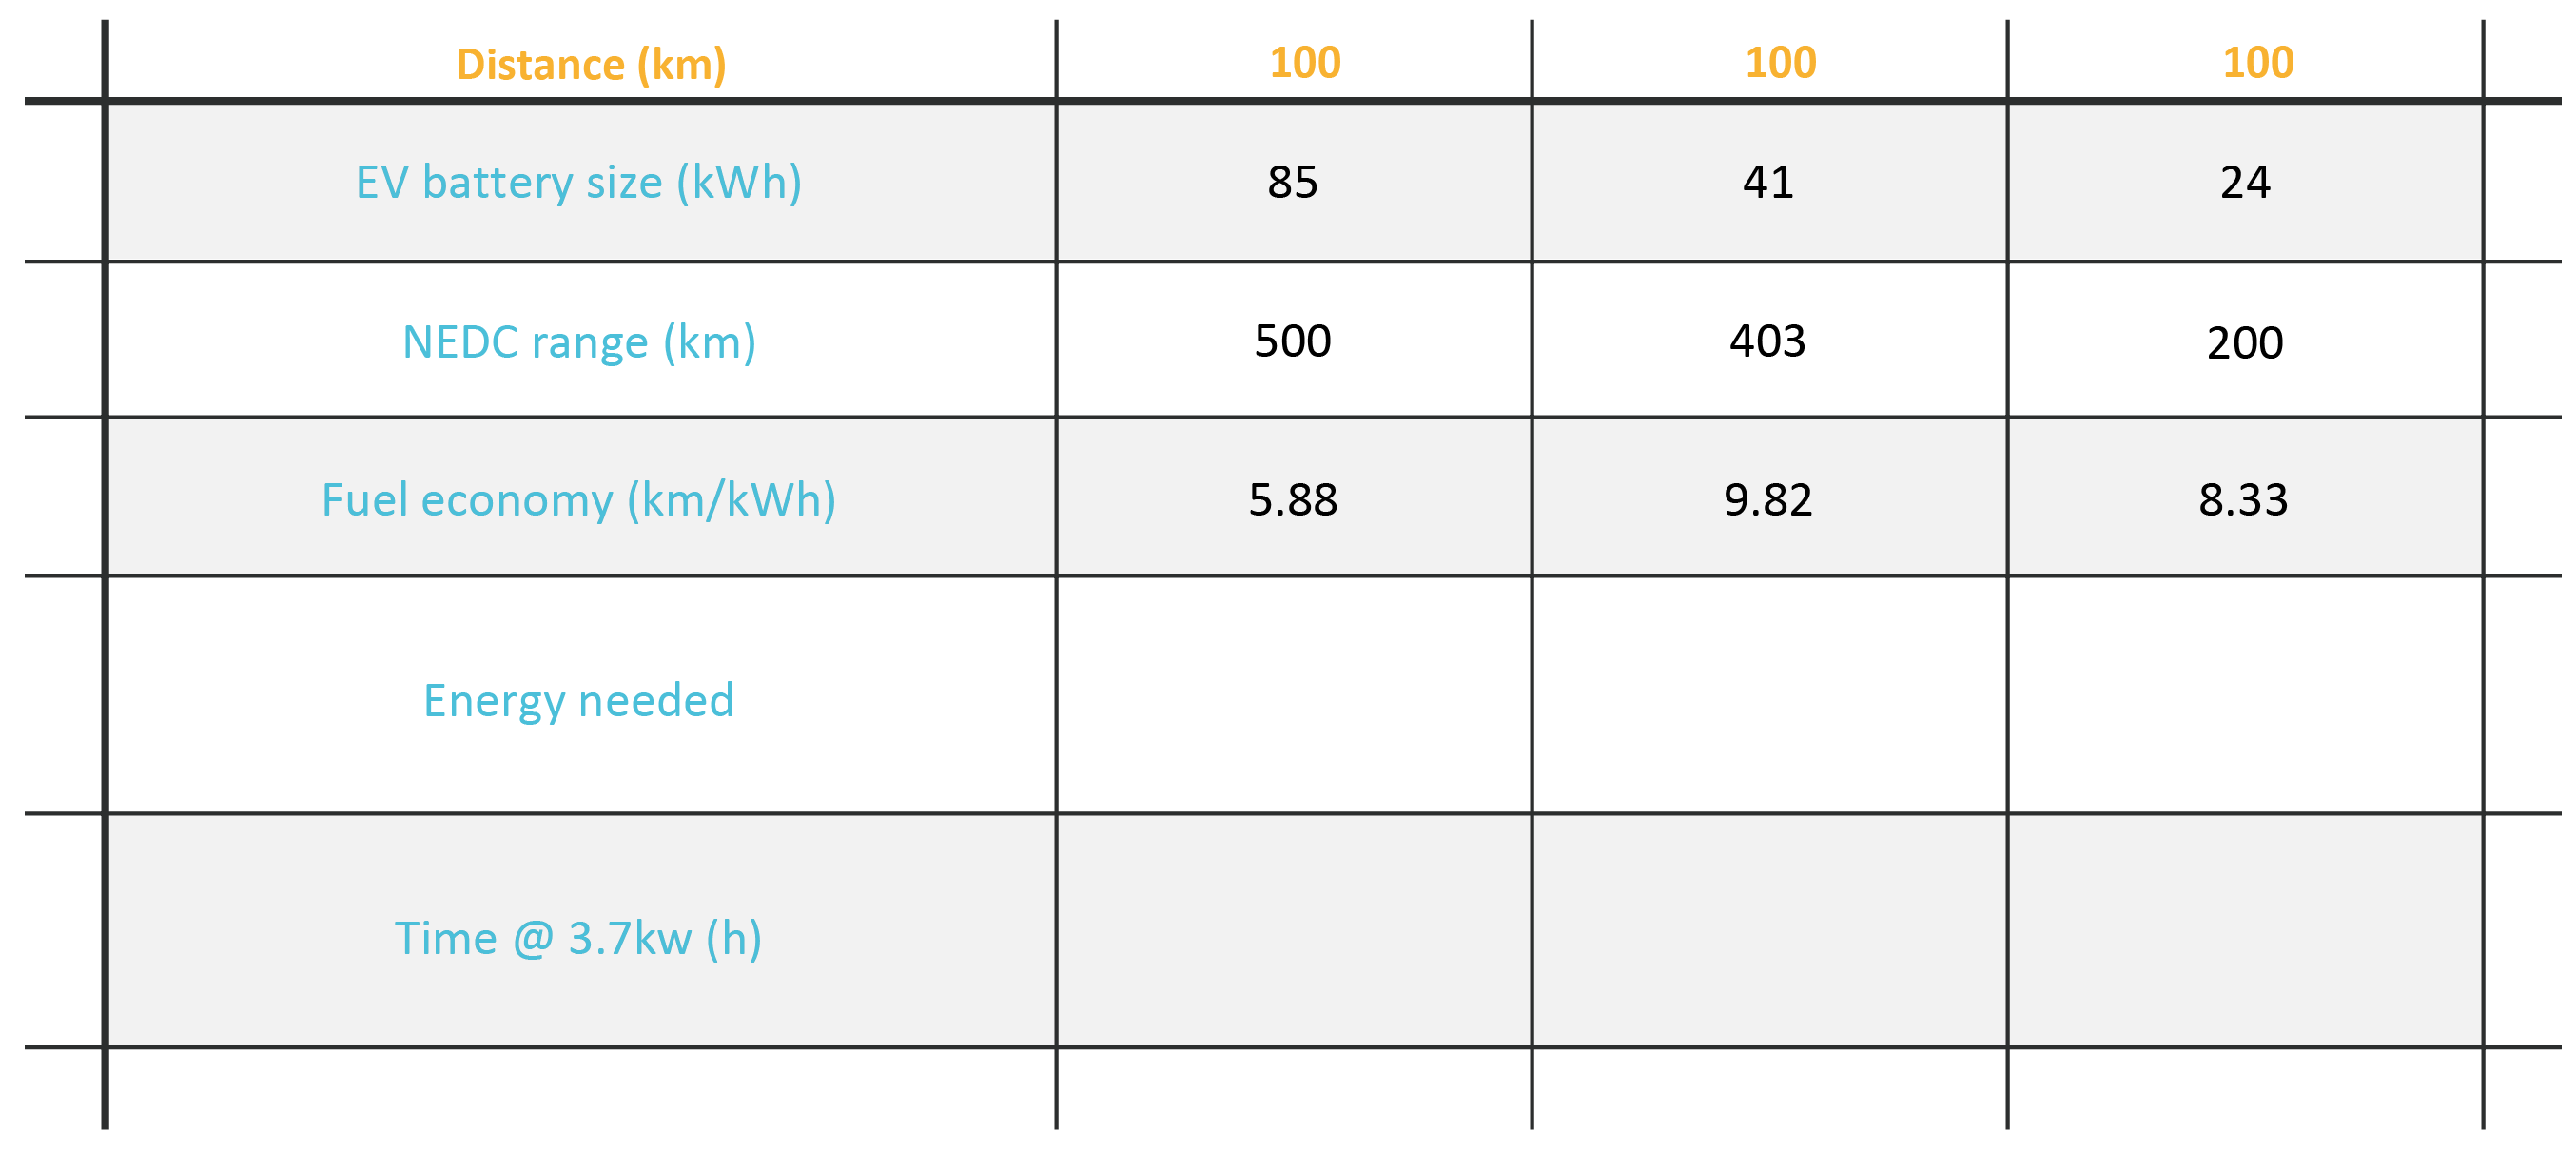 Distance (km) 100 100 100
EV battery size (kWh) 85 41 24
NEDC range (km) 500 403 200
Fuel economy (km/kWh) 5.88 9.82 8.33
Energy needed
Time @ 3.7kw (h)